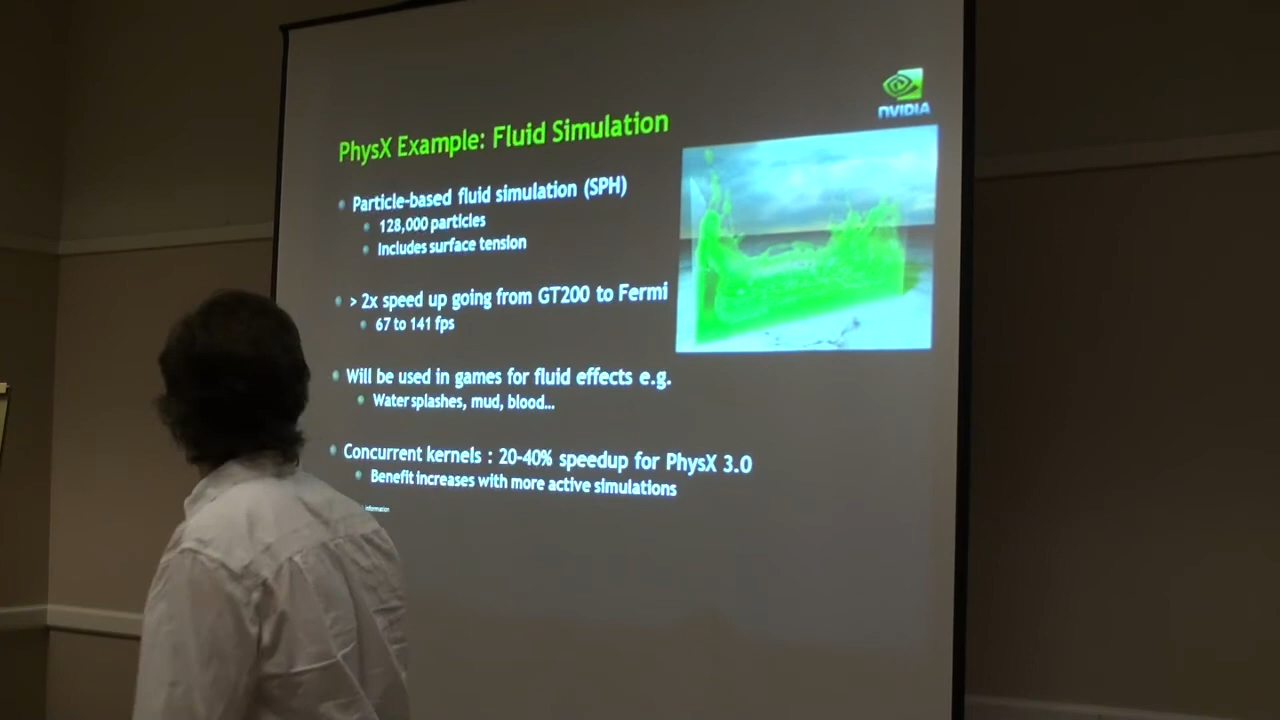 NVIDIA
PhysX Example: Fluid Simulation
Particle-based fluid simulation (SPH)
128,000 particles
Includes surface tension
> 2x speed up going from GT200 to Fermi
67 to 141 fps
Will be used in games for fluid effects e.g.
Water splashes, mud, blood...
Concurrent kernels : 20-40% speedup for PhysX 3.0
Benefit increases with more active simulations
information